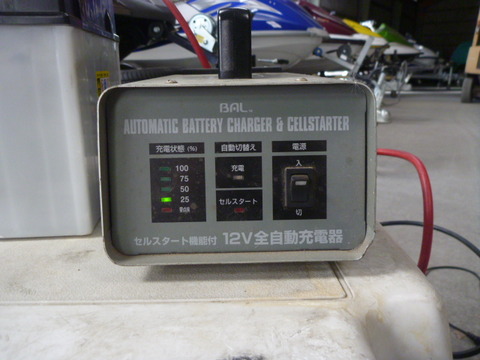 BAL®
AUTOMATIC BATTERY CHARGER & CELLSTARTER
充電状態 (%)
自動切替え
電源
100
75
50
25
充電
セルスタート
入
切
セルスタート機能付 12V全自動充電器